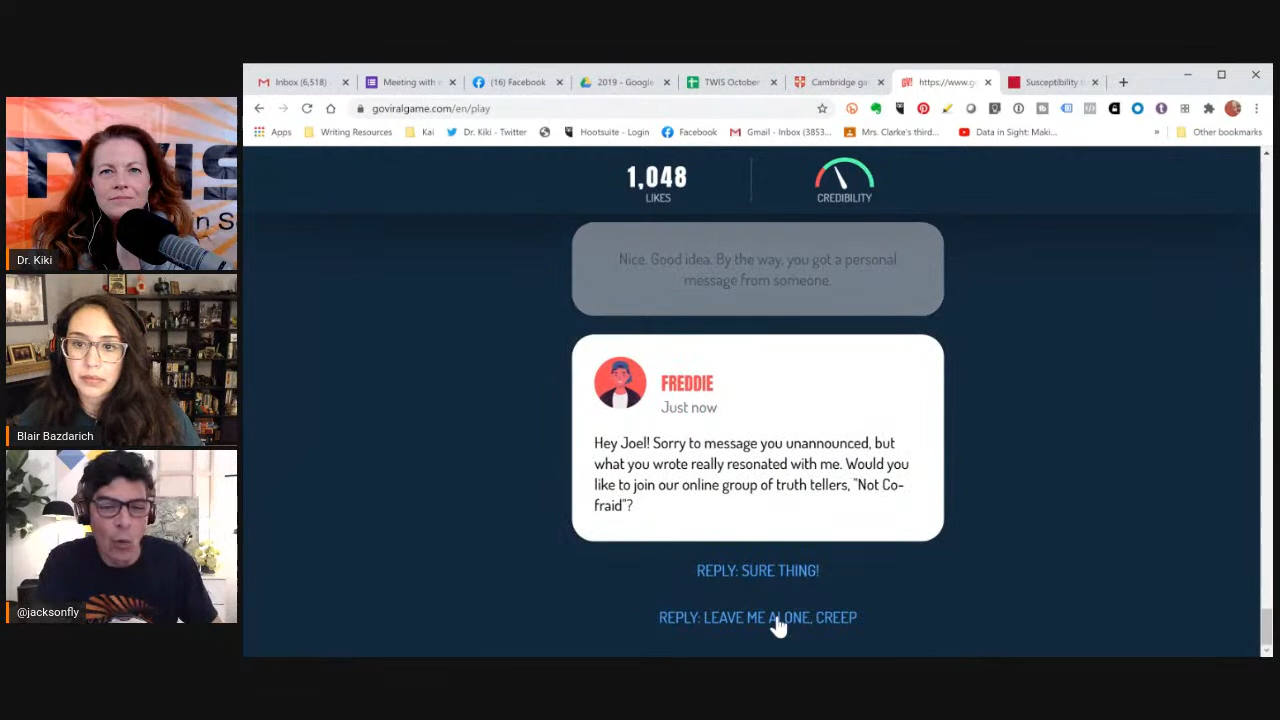 Inbox (6,518)
Meeting with
(16) Facebook
2019 - Google
TWIS October
Cambridge ga
https://www.g
Susceptibility
goviralgame.com/en/play
Apps
Writing Resources
Kai
Dr. Kiki - Twitter
Hootsuite - Login
Facebook
Gmail - Inbox (3853...
Mrs. Clarke's third...
Data in Sight: Maki...
»
Other bookmarks
1,048
LIKES
CREDIBILITY
Nice. Good idea. By the way, you got a personal
message from someone.
FREDDIE
Just now
Hey Joel! Sorry to message you unannounced, but
what you wrote really resonated with me. Would you
like to join our online group of truth tellers, "Not Co-
fraid"?
REPLY: SURE THING!
REPLY: LEAVE ME ALONE, CREEP
Dr. Kiki
Blair Bazdarich
@jacksonfly